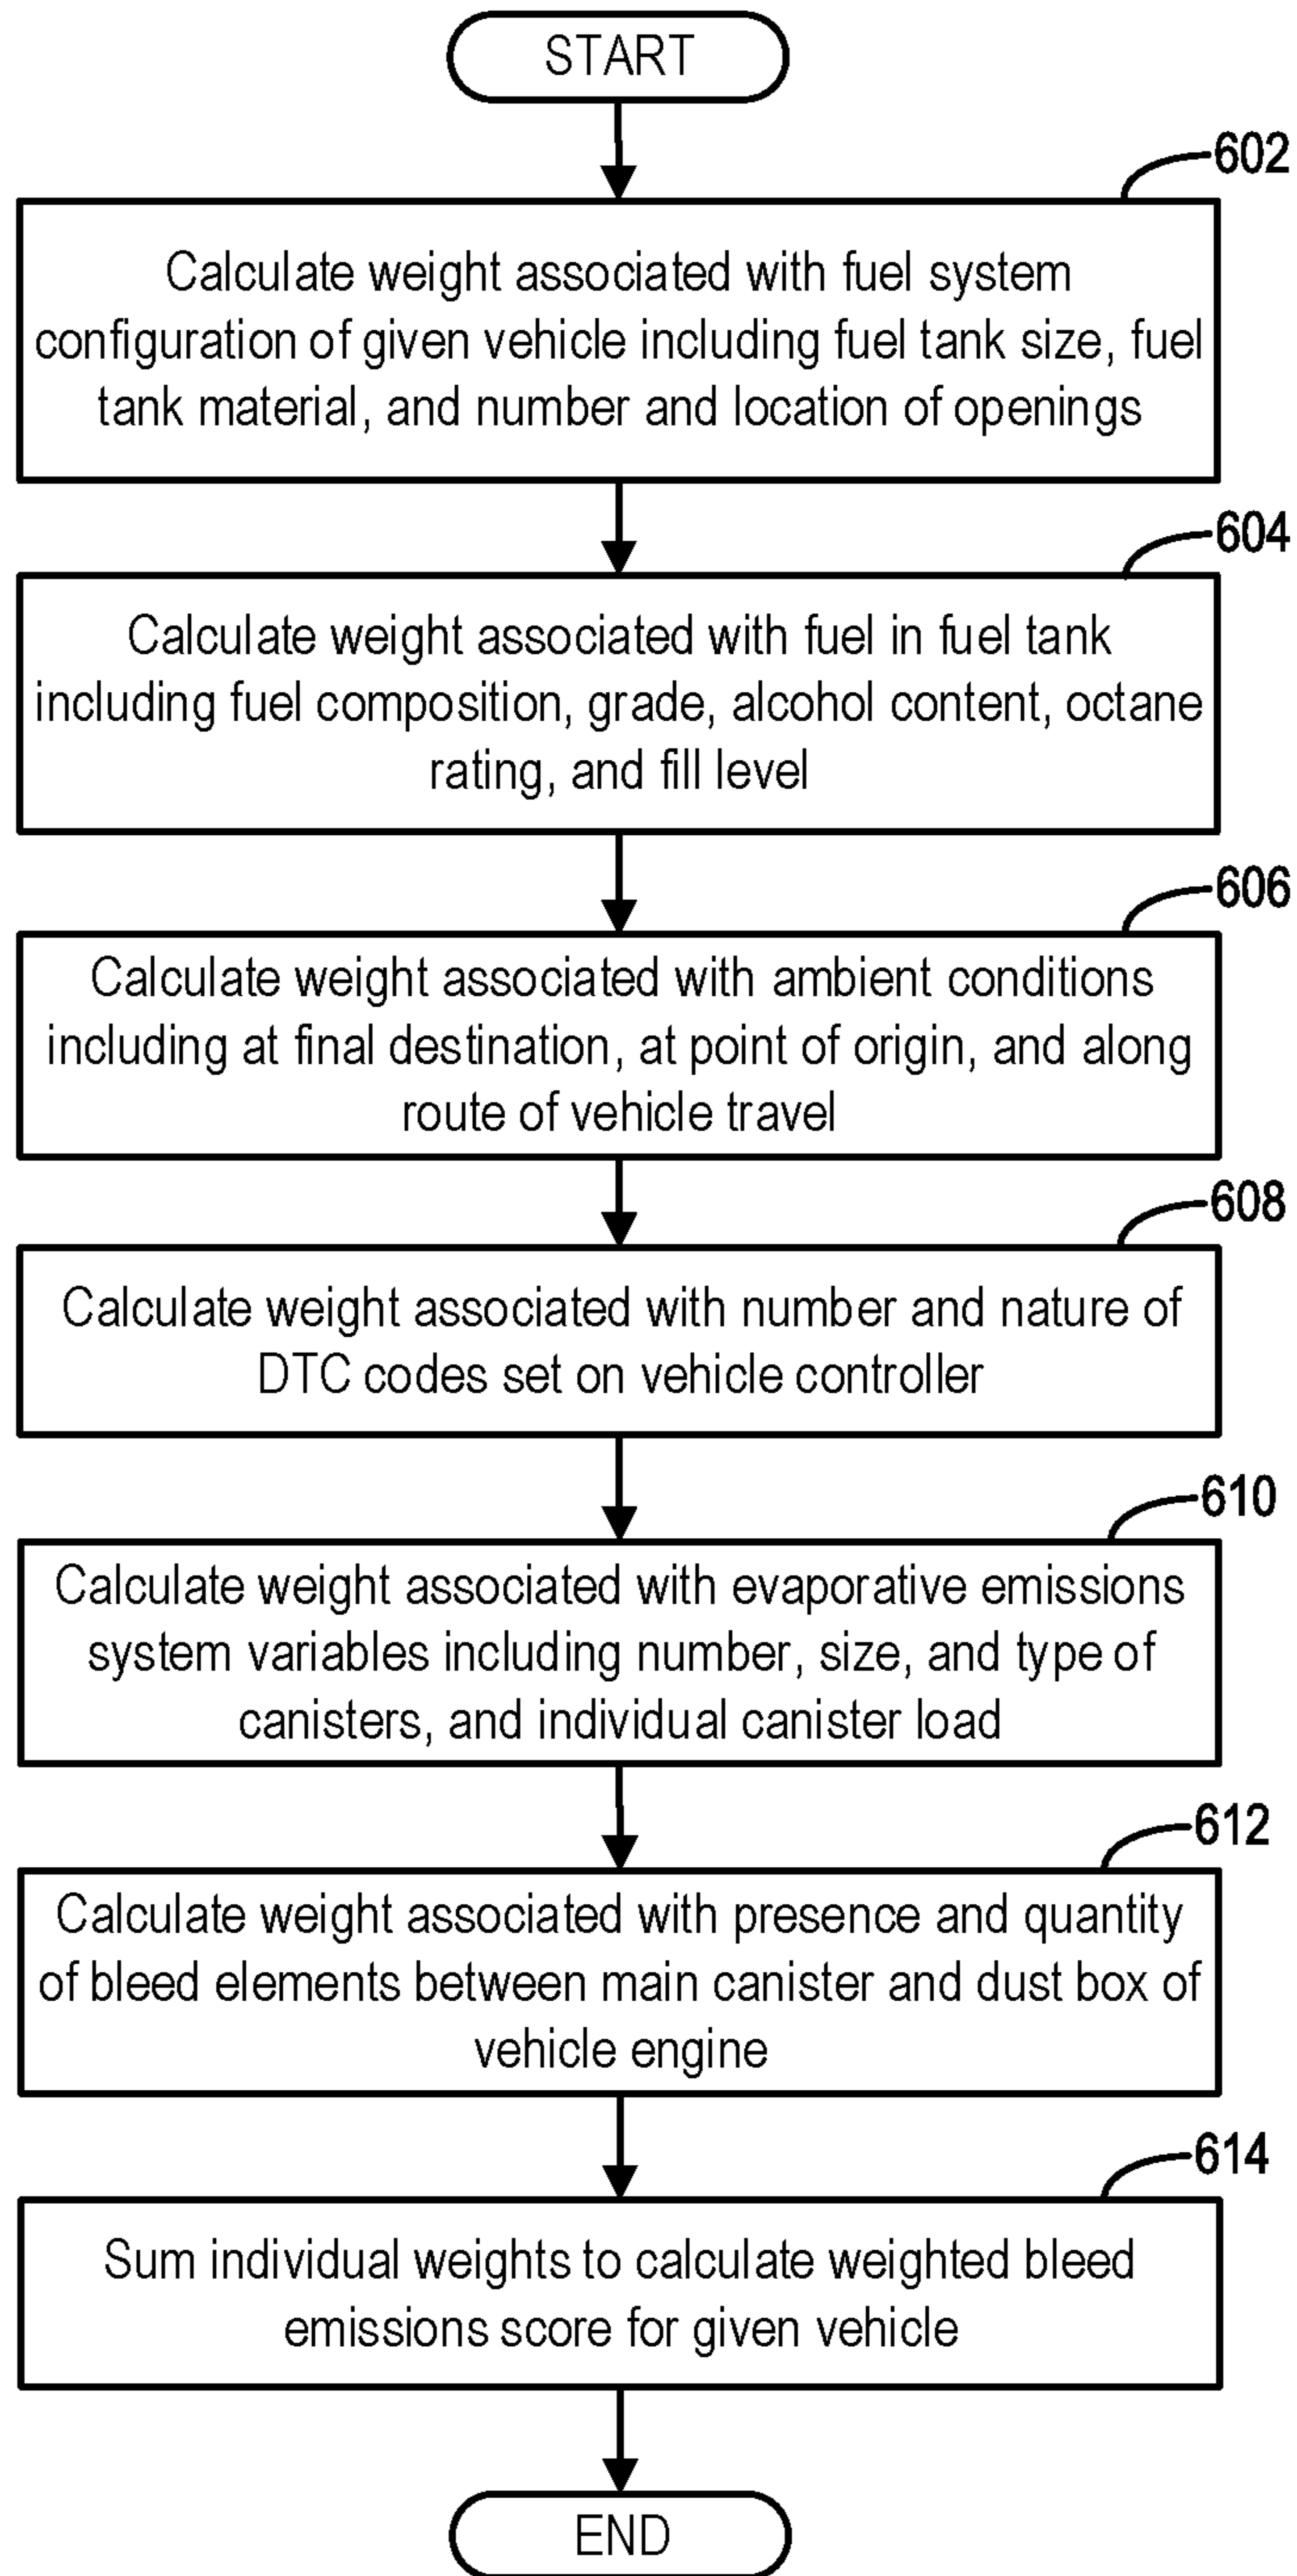 START
602
Calculate weight associated with fuel system
configuration of given vehicle including fuel tank size, fuel
tank material, and number and location of openings
604
Calculate weight associated with fuel in fuel tank
including fuel composition, grade, alcohol content, octane
rating, and fill level
606
Calculate weight associated with ambient conditions
including at final destination, at point of origin, and along
route of vehicle travel
608
Calculate weight associated with number and nature of
DTC codes set on vehicle controller
610
Calculate weight associated with evaporative emissions
system variables including number, size, and type of
canisters, and individual canister load
612
Calculate weight associated with presence and quantity
of bleed elements between main canister and dust box of
vehicle engine
614
Sum individual weights to calculate weighted bleed
emissions score for given vehicle
END